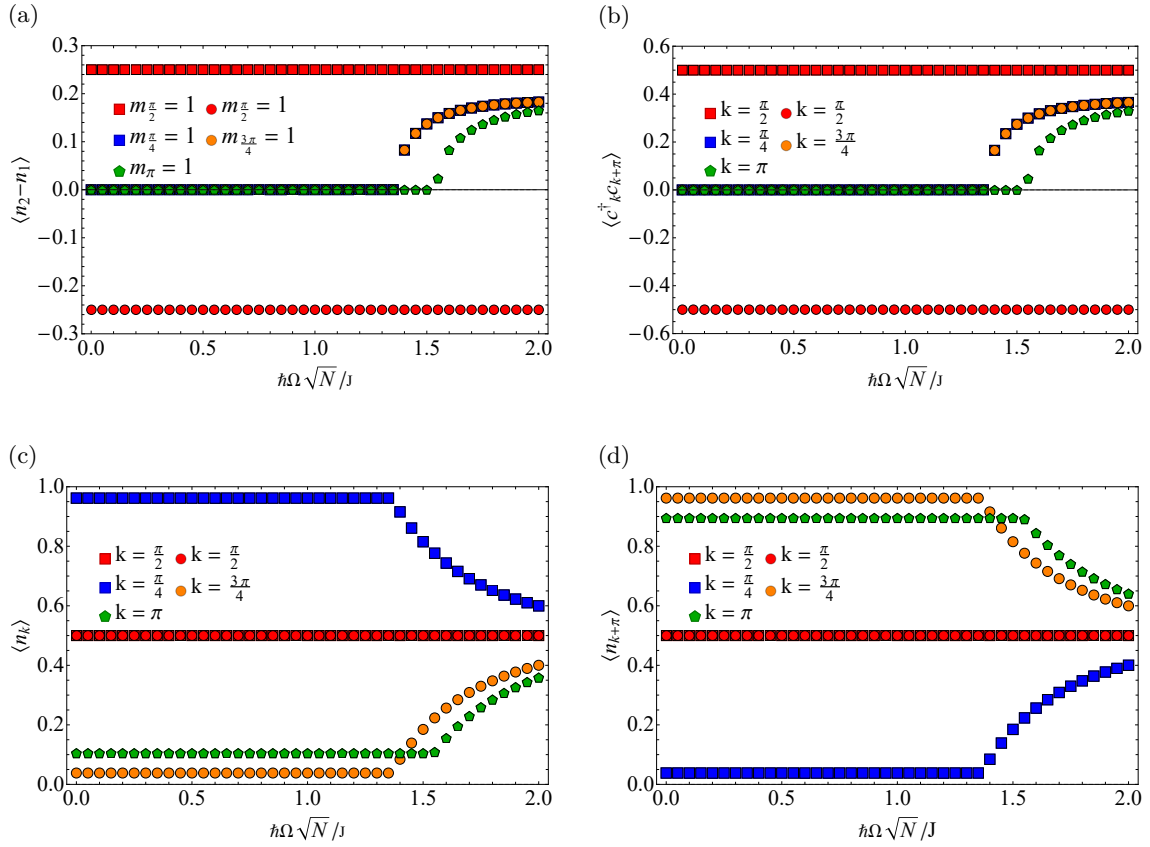 (a)
0.3
0.2
0.1
0.0
−0.1
−0.2
−0.3
⟨n₂−n₁⟩
m_{π/2} = 1 m_{π/2} = 1
m_{π/4} = 1 m_{3π/4} = 1
m_π = 1
0.0 0.5 1.0 1.5 2.0
ℏΩ√N/J
(b)
0.6
0.4
0.2
0.0
−0.2
−0.4
−0.6
⟨c†ₖcₖ₊π⟩
k = π/2 k = π/2
k = π/4 k = 3π/4
k = π
0.0 0.5 1.0 1.5 2.0
ℏΩ√N/J
(c)
1.0
0.8
0.6
0.4
0.2
0.0
⟨nₖ⟩
k = π/2 k = π/2
k = π/4 k = 3π/4
k = π
0.0 0.5 1.0 1.5 2.0
ℏΩ√N/J
(d)
1.0
0.8
0.6
0.4
0.2
0.0
⟨nₖ₊π⟩
k = π/2 k = π/2
k = π/4 k = 3π/4
k = π
0.0 0.5 1.0 1.5 2.0
ℏΩ√N/J